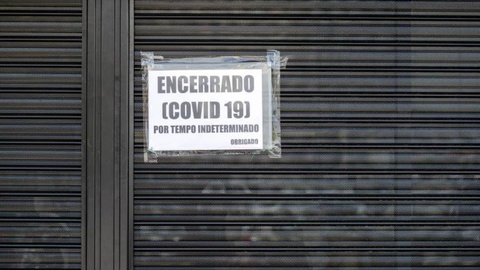 ENCERRADO
(COVID 19)
POR TEMPO INDETERMINADO
OBRIGADO